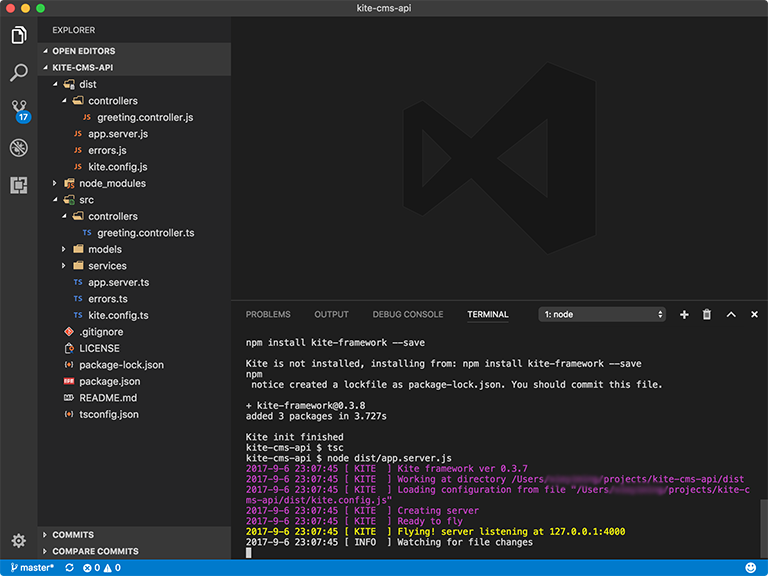 kite-cms-api
EXPLORER
OPEN EDITORS
KITE-CMS-API
dist
controllers
JS greeting.controller.js
JS app.server.js
JS errors.js
JS kite.config.js
node_modules
src
controllers
TS greeting.controller.ts
models
services
TS app.server.ts
TS errors.ts
TS kite.config.ts
.gitignore
LICENSE
package-lock.json
package.json
README.md
tsconfig.json
COMMITS
COMPARE COMMITS
17
PROBLEMS OUTPUT DEBUG CONSOLE TERMINAL 1: node
npm install kite-framework --save
Kite is not installed, installing from: npm install kite-framework --save
npm
notice created a lockfile as package-lock.json. You should commit this file.
+ kite-framework@0.3.8
added 3 packages in 3.727s
Kite init finished
kite-cms-api $ tsc
kite-cms-api $ node dist/app.server.js
2017-9-6 23:07:45 [ KITE ] Kite framework ver 0.3.7
2017-9-6 23:07:45 [ KITE ] Working at directory /Users/ /projects/kite-cms-api/dist
2017-9-6 23:07:45 [ KITE ] Loading configuration from file "/Users/ /projects/kite-c
ms-api/dist/kite.config.js"
2017-9-6 23:07:45 [ KITE ] Creating server
2017-9-6 23:07:45 [ KITE ] Ready to fly
2017-9-6 23:07:45 [ KITE ] Flying! server listening at 127.0.0.1:4000
2017-9-6 23:07:45 [ INFO ] Watching for file changes
master* 0 0